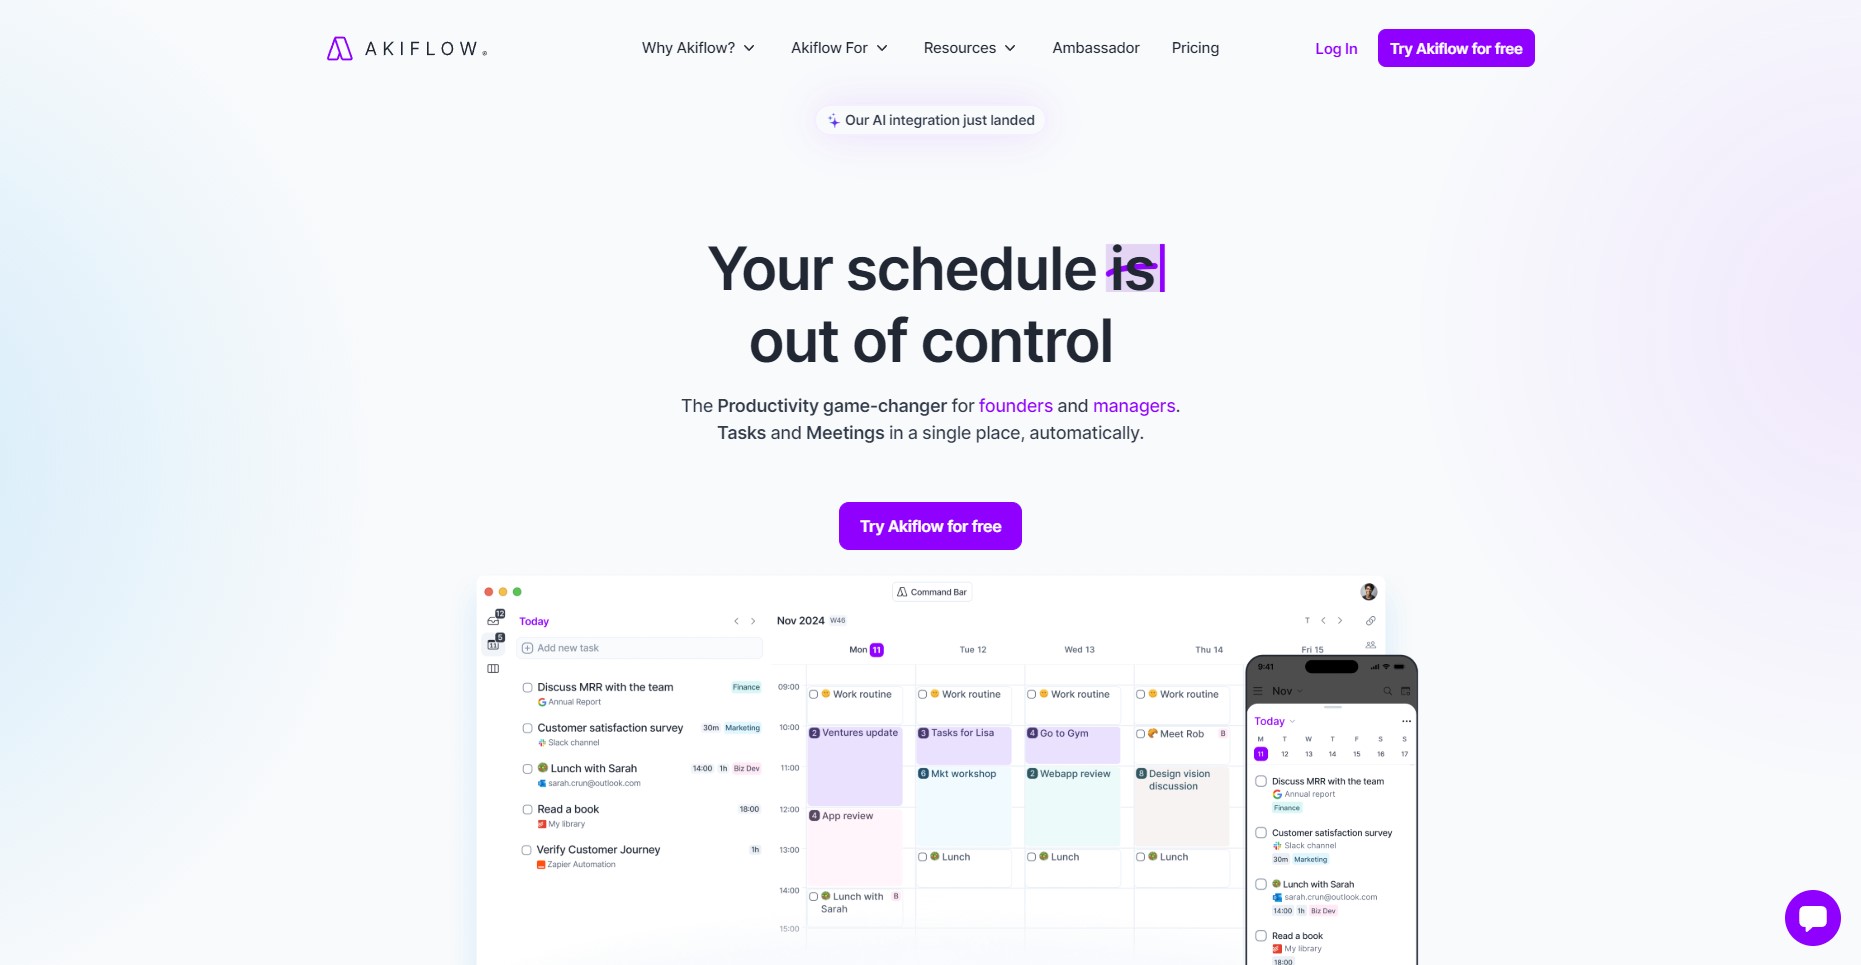 AKIFLOW®
Why Akiflow?
Akiflow For
Resources
Ambassador
Pricing
Log In
Try Akiflow for free
Our AI integration just landed
Your schedule is
out of control
The Productivity game-changer for founders and managers.
Tasks and Meetings in a single place, automatically.
Try Akiflow for free
Command Bar
12
5
11
Today
Add new task
Discuss MRR with the team
Finance
Annual Report
Customer satisfaction survey
30m Marketing
Slack channel
Lunch with Sarah
14:00 1h Biz Dev
sarah.crun@outlook.com
Read a book
18:00
My library
Verify Customer Journey
1h
Zapier Automation
Nov 2024 W46
T
Mon 11
Tue 12
Wed 13
Thu 14
Fri 15
09:00
Work routine
Work routine
Work routine
Work routine
10:00
2 Ventures update
3 Tasks for Lisa
4 Go to Gym
Meet Rob B
11:00
6 Mkt workshop
2 Webapp review
8 Design vision
discussion
12:00
4 App review
13:00
Lunch
Lunch
Lunch
14:00
Lunch with B
Sarah
15:00
9:41
Nov
Today
M T W T F S S
11 12 13 14 15 16 17
Discuss MRR with the team
Annual report
Finance
Customer satisfaction survey
Slack channel
30m Marketing
Lunch with Sarah
sarah.crun@outlook.com
14:00 1h Biz Dev
Read a book
My library
18:00